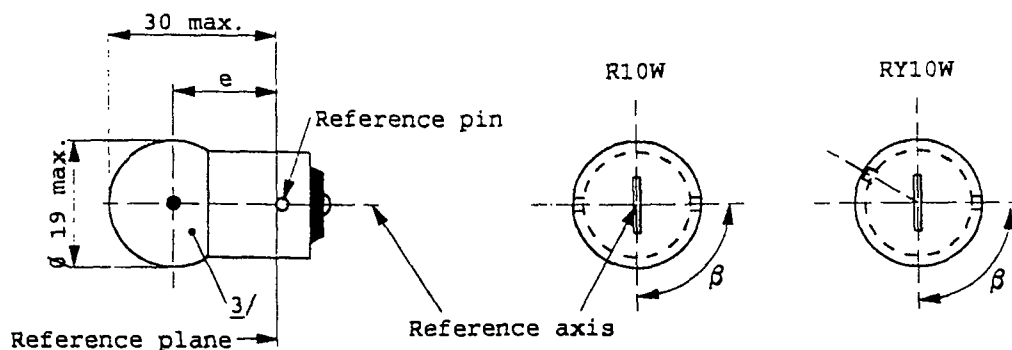 30 max.
e
R10W
RY10W
Reference pin
Ø 19 max.
β
β
3/
Reference axis
Reference plane